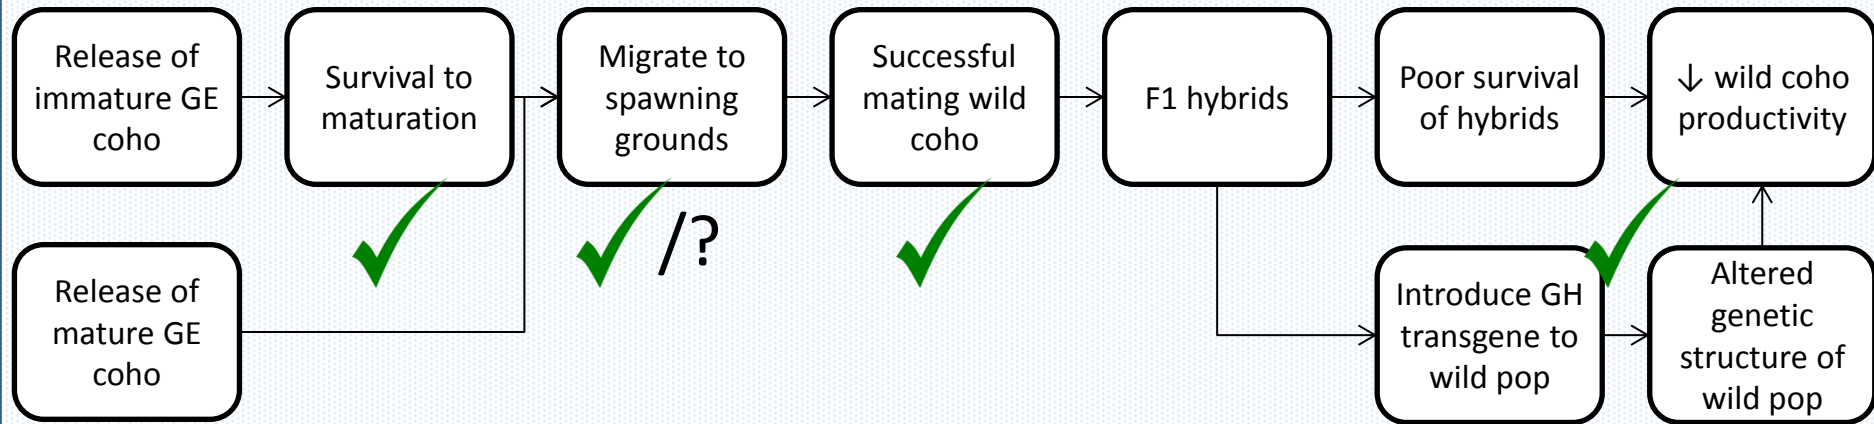 Release of
immature GE
coho
Survival to
maturation
Migrate to
spawning
grounds
Successful
mating wild
coho
F1 hybrids
Poor survival
of hybrids
↓ wild coho
productivity
/?
Release of
mature GE
coho
Introduce GH
transgene to
wild pop
Altered
genetic
structure of
wild pop